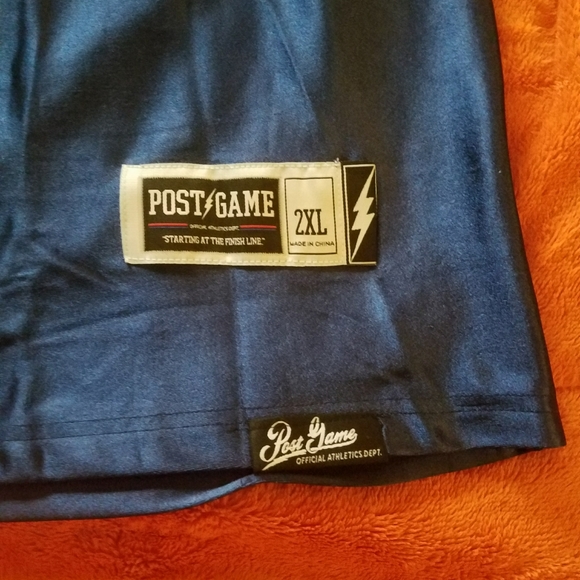 POST GAME
OFFICIAL ATHLETICS DEPT.
"STARTING AT THE FINISH LINE."
2XL
MADE IN CHINA
Post Game
OFFICIAL ATHLETICS.DEPT.